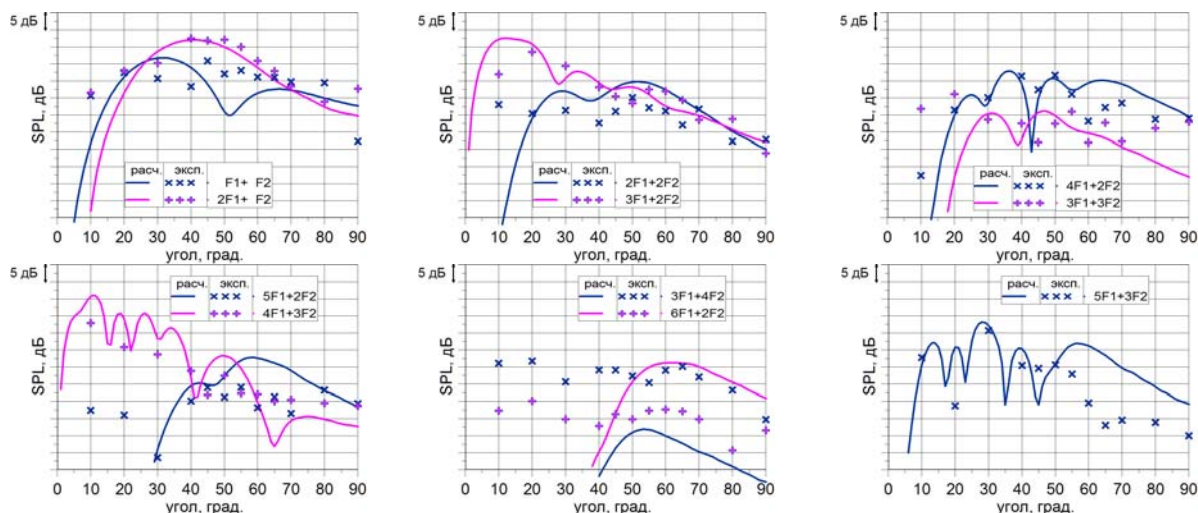 5 дБ
SPL, дБ
расч. эксп.
F1+ F2
2F1+ F2
0 10 20 30 40 50 60 70 80 90
угол, град.
5 дБ
SPL, дБ
расч. эксп.
2F1+2F2
3F1+2F2
0 10 20 30 40 50 60 70 80 90
угол, град.
5 дБ
SPL, дБ
расч. эксп.
4F1+2F2
3F1+3F2
0 10 20 30 40 50 60 70 80 90
угол, град.
5 дБ
SPL, дБ
расч. эксп.
5F1+2F2
4F1+3F2
0 10 20 30 40 50 60 70 80 90
угол, град.
5 дБ
SPL, дБ
расч. эксп.
3F1+4F2
6F1+2F2
0 10 20 30 40 50 60 70 80 90
угол, град.
5 дБ
SPL, дБ
расч. эксп.
5F1+3F2
0 10 20 30 40 50 60 70 80 90
угол, град.